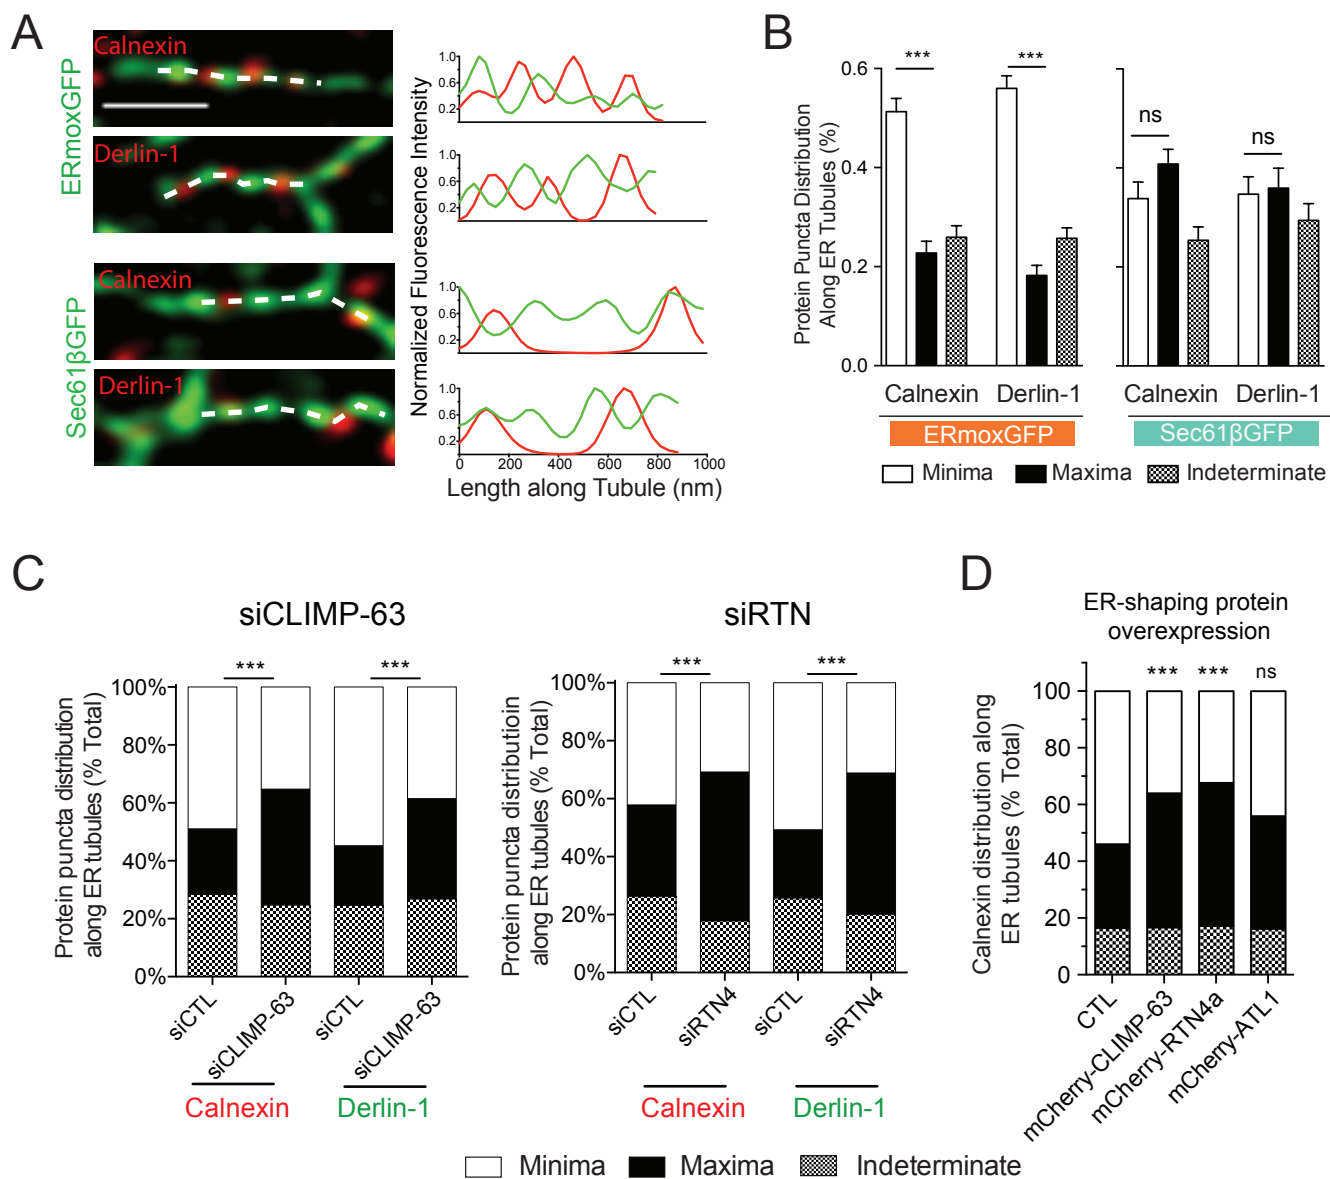 A
ERmoxGFP
Calnexin
Derlin-1
Sec61βGFP
Calnexin
Derlin-1
Normalized Fluorescence Intensity
1.0
0.6
0.2
1.0
0.6
0.2
1.0
0.6
0.2
1.0
0.6
0.2
0 200 400 600 800 1000
Length along Tubule (nm)
B
Protein Puncta Distribution
Along ER Tubules (%)
0.6
0.4
0.2
0.0
*** ***
ns ns
Calnexin Derlin-1
Calnexin Derlin-1
ERmoxGFP
Sec61βGFP
Minima Maxima Indeterminate
C
siCLIMP-63
Protein puncta distribution
along ER tubules (% Total)
100%
80%
60%
40%
20%
0%
*** ***
siCTL
siCLIMP-63
siCTL
siCLIMP-63
Calnexin Derlin-1
siRTN
Protein puncta distributioin
along ER tubules (% Total)
100%
80%
60%
40%
20%
0%
*** ***
siCTL
siRTN4
siCTL
siRTN4
Calnexin Derlin-1
D
ER-shaping protein
overexpression
Calnexin distribution along
ER tubules (% Total)
100
80
60
40
20
0
*** *** ns
CTL
mCherry-CLIMP-63
mCherry-RTN4a
mCherry-ATL1
Minima Maxima Indeterminate